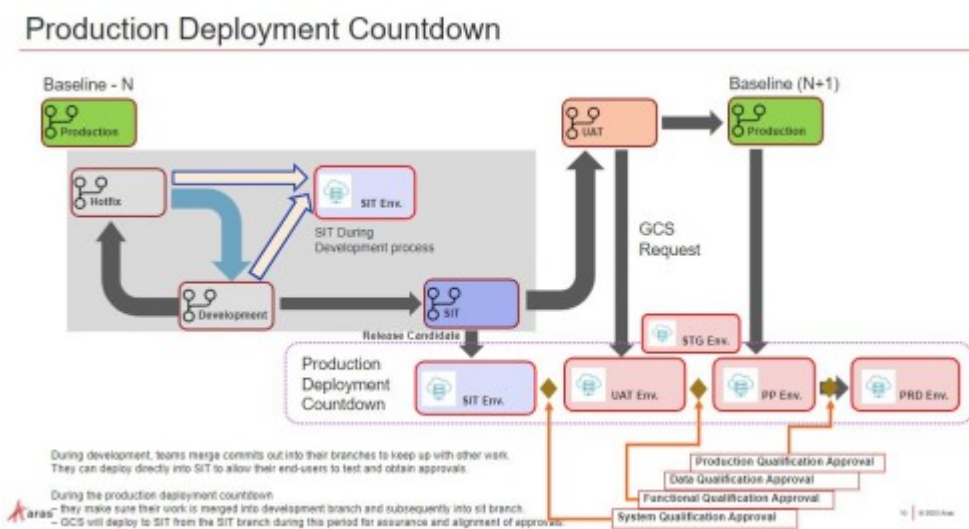 Production Deployment Countdown
Baseline - N
Baseline (N+1)
Production
UAT
Production
Hotfix
SIT Env.
SIT During
Development process
GCS
Request
Development
SIT
Release Candidate
STG Env.
Production
Deployment
Countdown
SIT Env.
UAT Env.
PP Env.
PRD Env.
Production Qualification Approval
Data Qualification Approval
Functional Qualification Approval
System Qualification Approval
During development, teams merge commits out into their branches to keep up with other work.
They can deploy directly into SIT to allow their end-users to test and obtain approvals.
During the production deployment countdown
– they make sure their work is merged into development branch and subsequently into sit branch.
– GCS will deploy to SIT from the SIT branch during this period for assurance and alignment of approvals.
aras